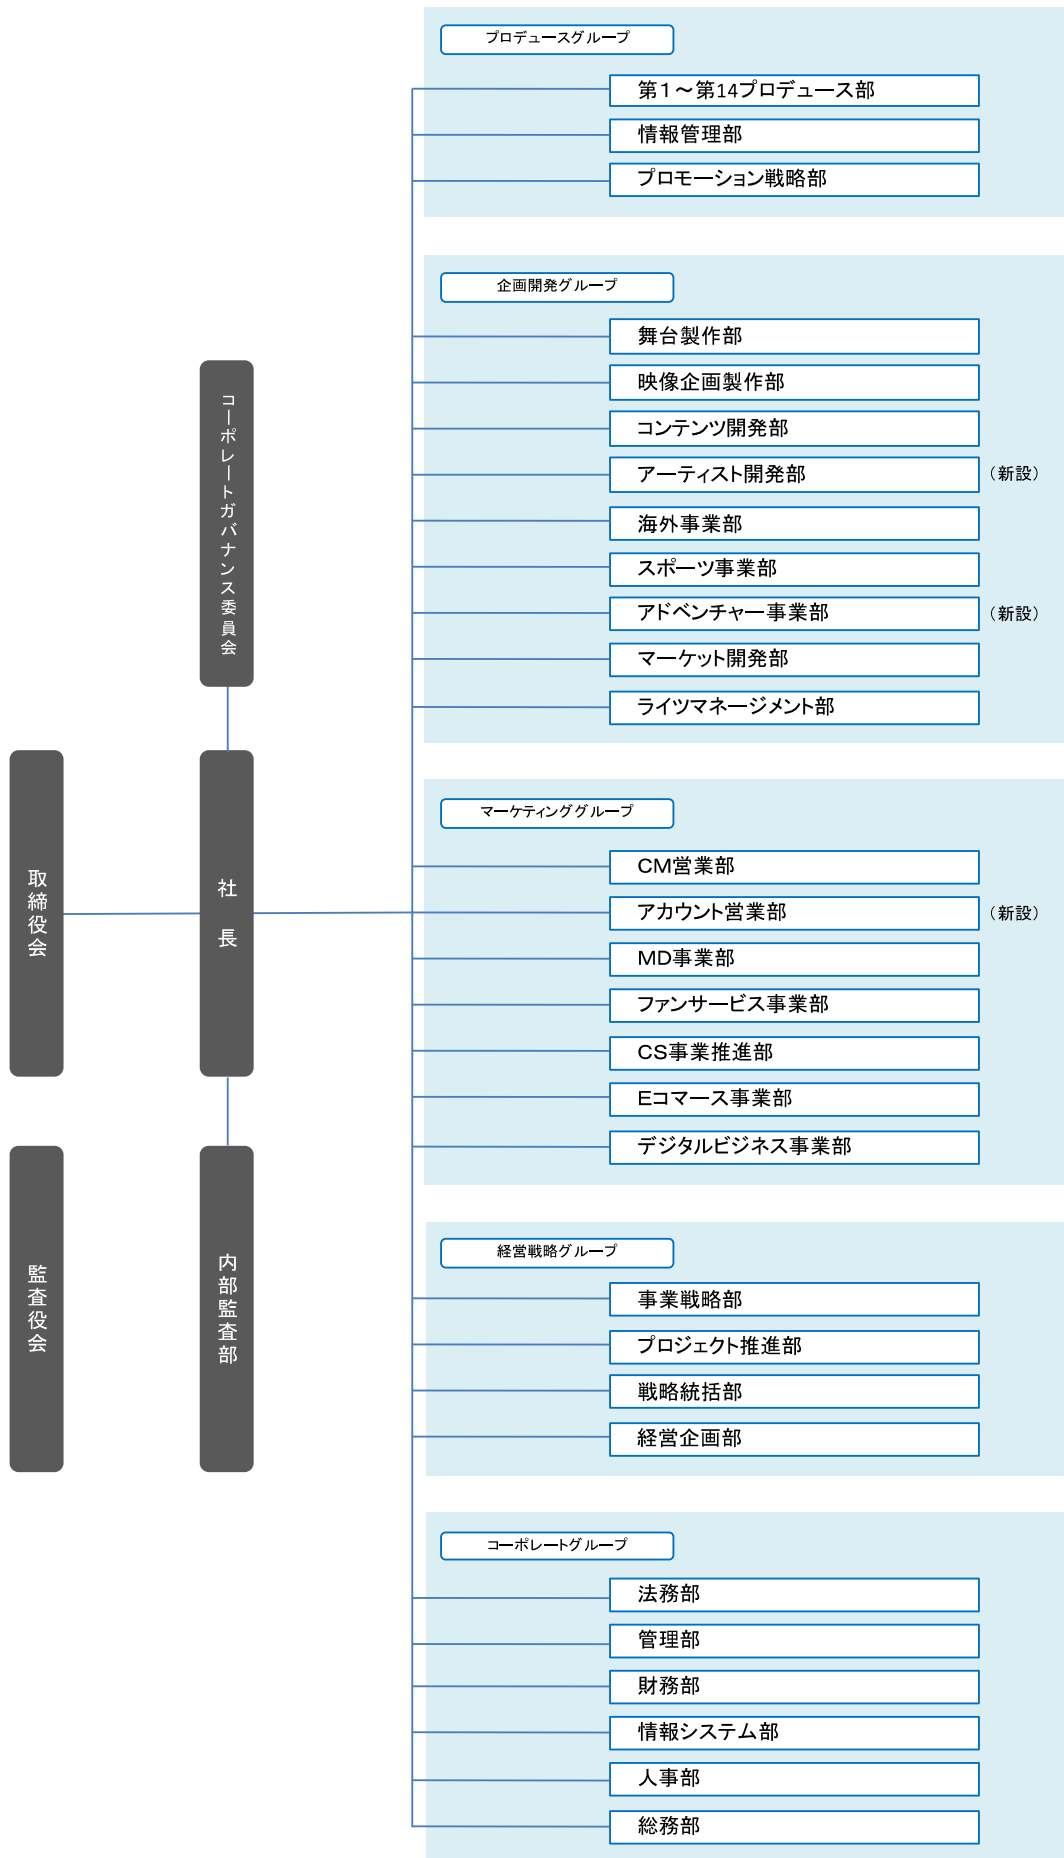 取締役会
監査役会
コーポレートガバナンス委員会
社長
内部監査部
プロデュースグループ
第1～第14プロデュース部
情報管理部
プロモーション戦略部
企画開発グループ
舞台製作部
映像企画製作部
コンテンツ開発部
アーティスト開発部 （新設）
海外事業部
スポーツ事業部
アドベンチャー事業部 （新設）
マーケット開発部
ライツマネージメント部
マーケティンググループ
CM営業部
アカウント営業部 （新設）
MD事業部
ファンサービス事業部
CS事業推進部
Eコマース事業部
デジタルビジネス事業部
経営戦略グループ
事業戦略部
プロジェクト推進部
戦略統括部
経営企画部
コーポレートグループ
法務部
管理部
財務部
情報システム部
人事部
総務部